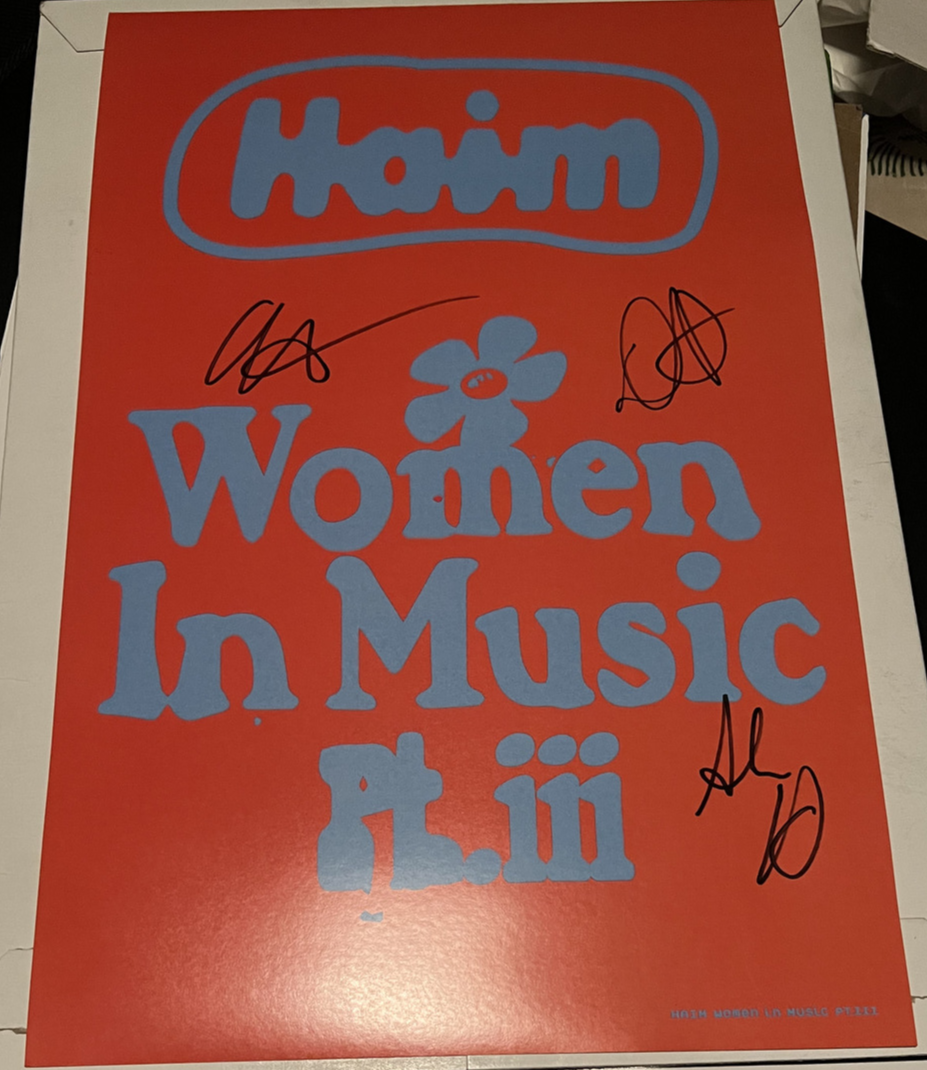 Haim
Women
In Music
Pt.iii
HAIM WOMEN IN MUSIC PT.III